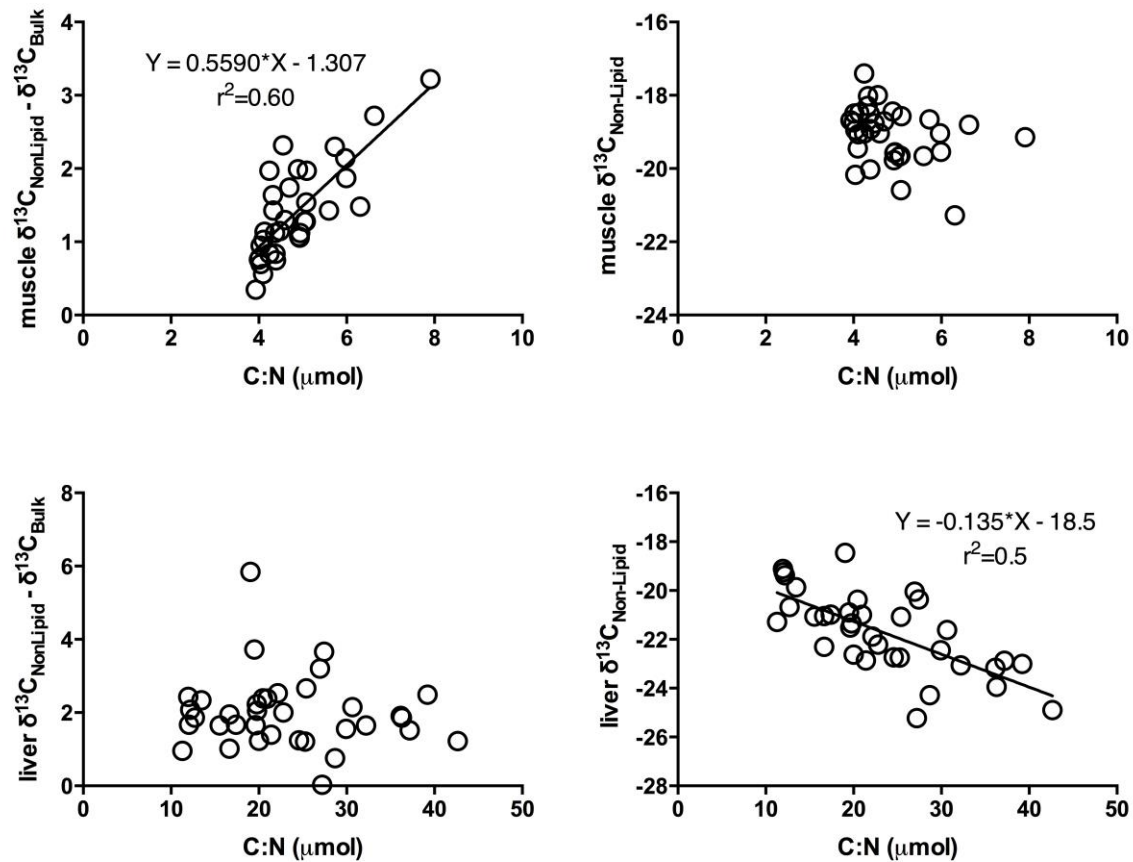 muscle δ¹³C_NonLipid - δ¹³C_Bulk
4
3
2
1
0
Y = 0.5590*X - 1.307
r²=0.60
0 2 4 6 8 10
C:N (μmol)
muscle δ¹³C_Non-Lipid
-16
-18
-20
-22
-24
0 2 4 6 8 10
C:N (μmol)
liver δ¹³C_NonLipid - δ¹³C_Bulk
8
6
4
2
0
0 10 20 30 40 50
C:N (μmol)
liver δ¹³C_Non-Lipid
-16
-18
-20
-22
-24
-26
-28
Y = -0.135*X - 18.5
r²=0.5
0 10 20 30 40 50
C:N (μmol)